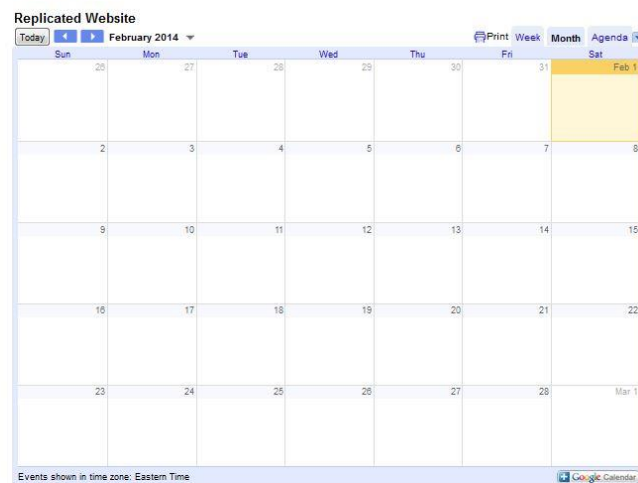 Replicated Website
Today February 2014 Print Week Month Agenda
Sun Mon Tue Wed Thu Fri Sat
26 27 28 29 30 31 Feb 1
2 3 4 5 6 7 8
9 10 11 12 13 14 15
16 17 18 19 20 21 22
23 24 25 26 27 28 Mar 1
Events shown in time zone: Eastern Time Google Calendar